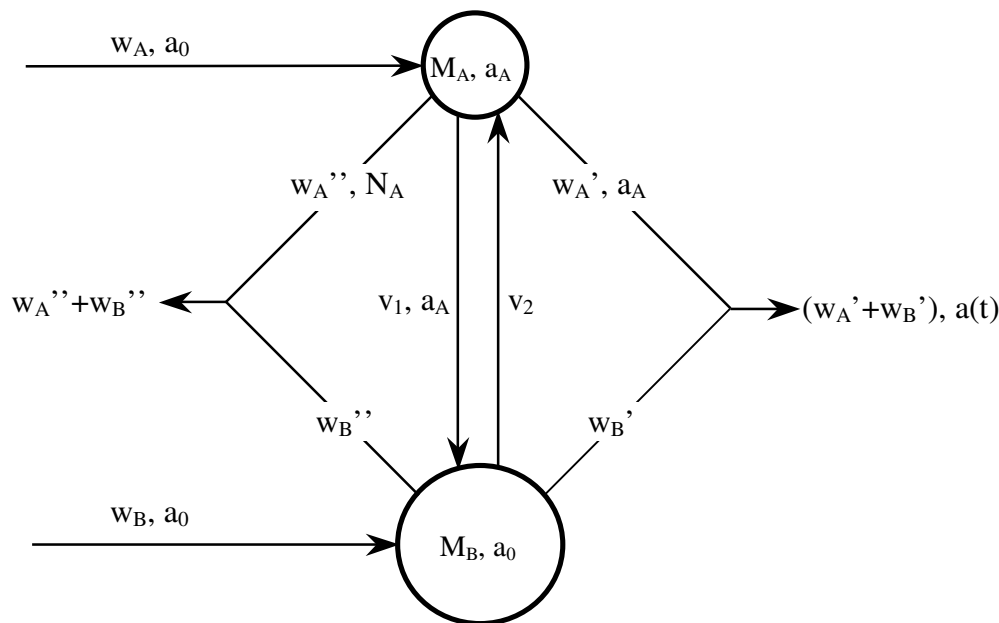 w_A, a_0
M_A, a_A
w_A’’, N_A
w_A’, a_A
w_A’’+w_B’’
v_1, a_A
v_2
(w_A’+w_B’), a(t)
w_B’’
w_B’
w_B, a_0
M_B, a_0